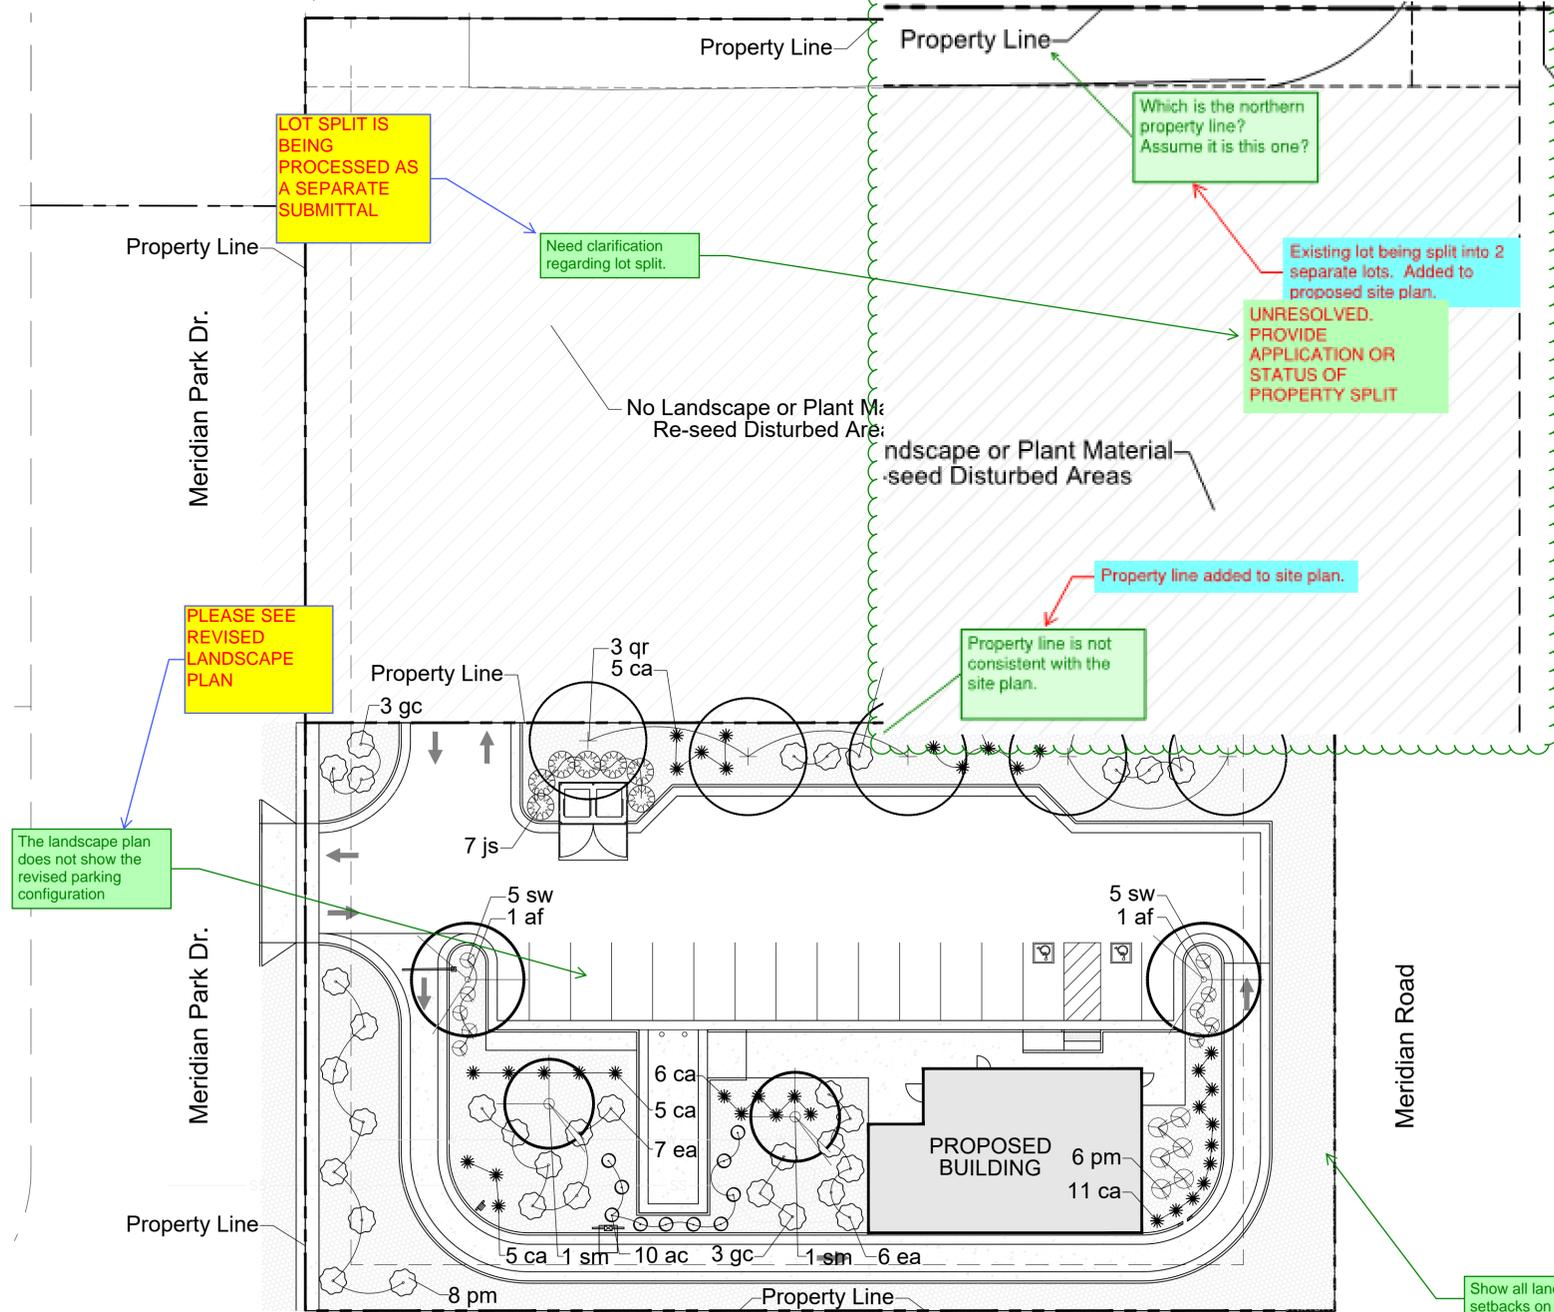 Property Line
Property Line
Which is the northern
property line?
Assume it is this one?
LOT SPLIT IS
BEING
PROCESSED AS
A SEPARATE
SUBMITTAL
Property Line
Need clarification
regarding lot split.
Existing lot being split into 2
separate lots. Added to
proposed site plan.
UNRESOLVED.
PROVIDE
APPLICATION OR
STATUS OF
PROPERTY SPLIT
Meridian Park Dr.
No Landscape or Plant Ma
Re-seed Disturbed Area
ndscape or Plant Material
-seed Disturbed Areas
Property line added to site plan.
PLEASE SEE
REVISED
LANDSCAPE
PLAN
Property line is not
consistent with the
site plan.
3 qr
5 ca
Property Line
3 gc
The landscape plan
does not show the
revised parking
configuration
7 js
5 sw
1 af
5 sw
1 af
Meridian Park Dr.
Meridian Road
6 ca
5 ca
7 ea
PROPOSED
BUILDING
6 pm
11 ca
Property Line
5 ca
1 sm
10 ac
3 gc
1 sm
6 ea
8 pm
Property Line
Show all lan
setbacks on